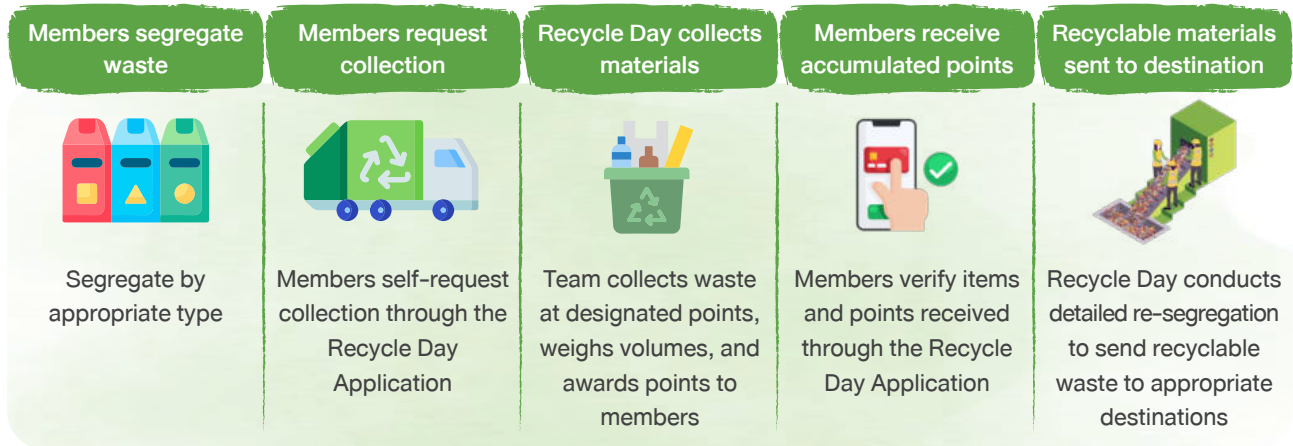 Members segregate
waste
Segregate by
appropriate type
Members request
collection
Members self-request
collection through the
Recycle Day
Application
Recycle Day collects
materials
Team collects waste
at designated points,
weighs volumes, and
awards points to
members
Members receive
accumulated points
Members verify items
and points received
through the Recycle
Day Application
Recyclable materials
sent to destination
Recycle Day conducts
detailed re-segregation
to send recyclable
waste to appropriate
destinations